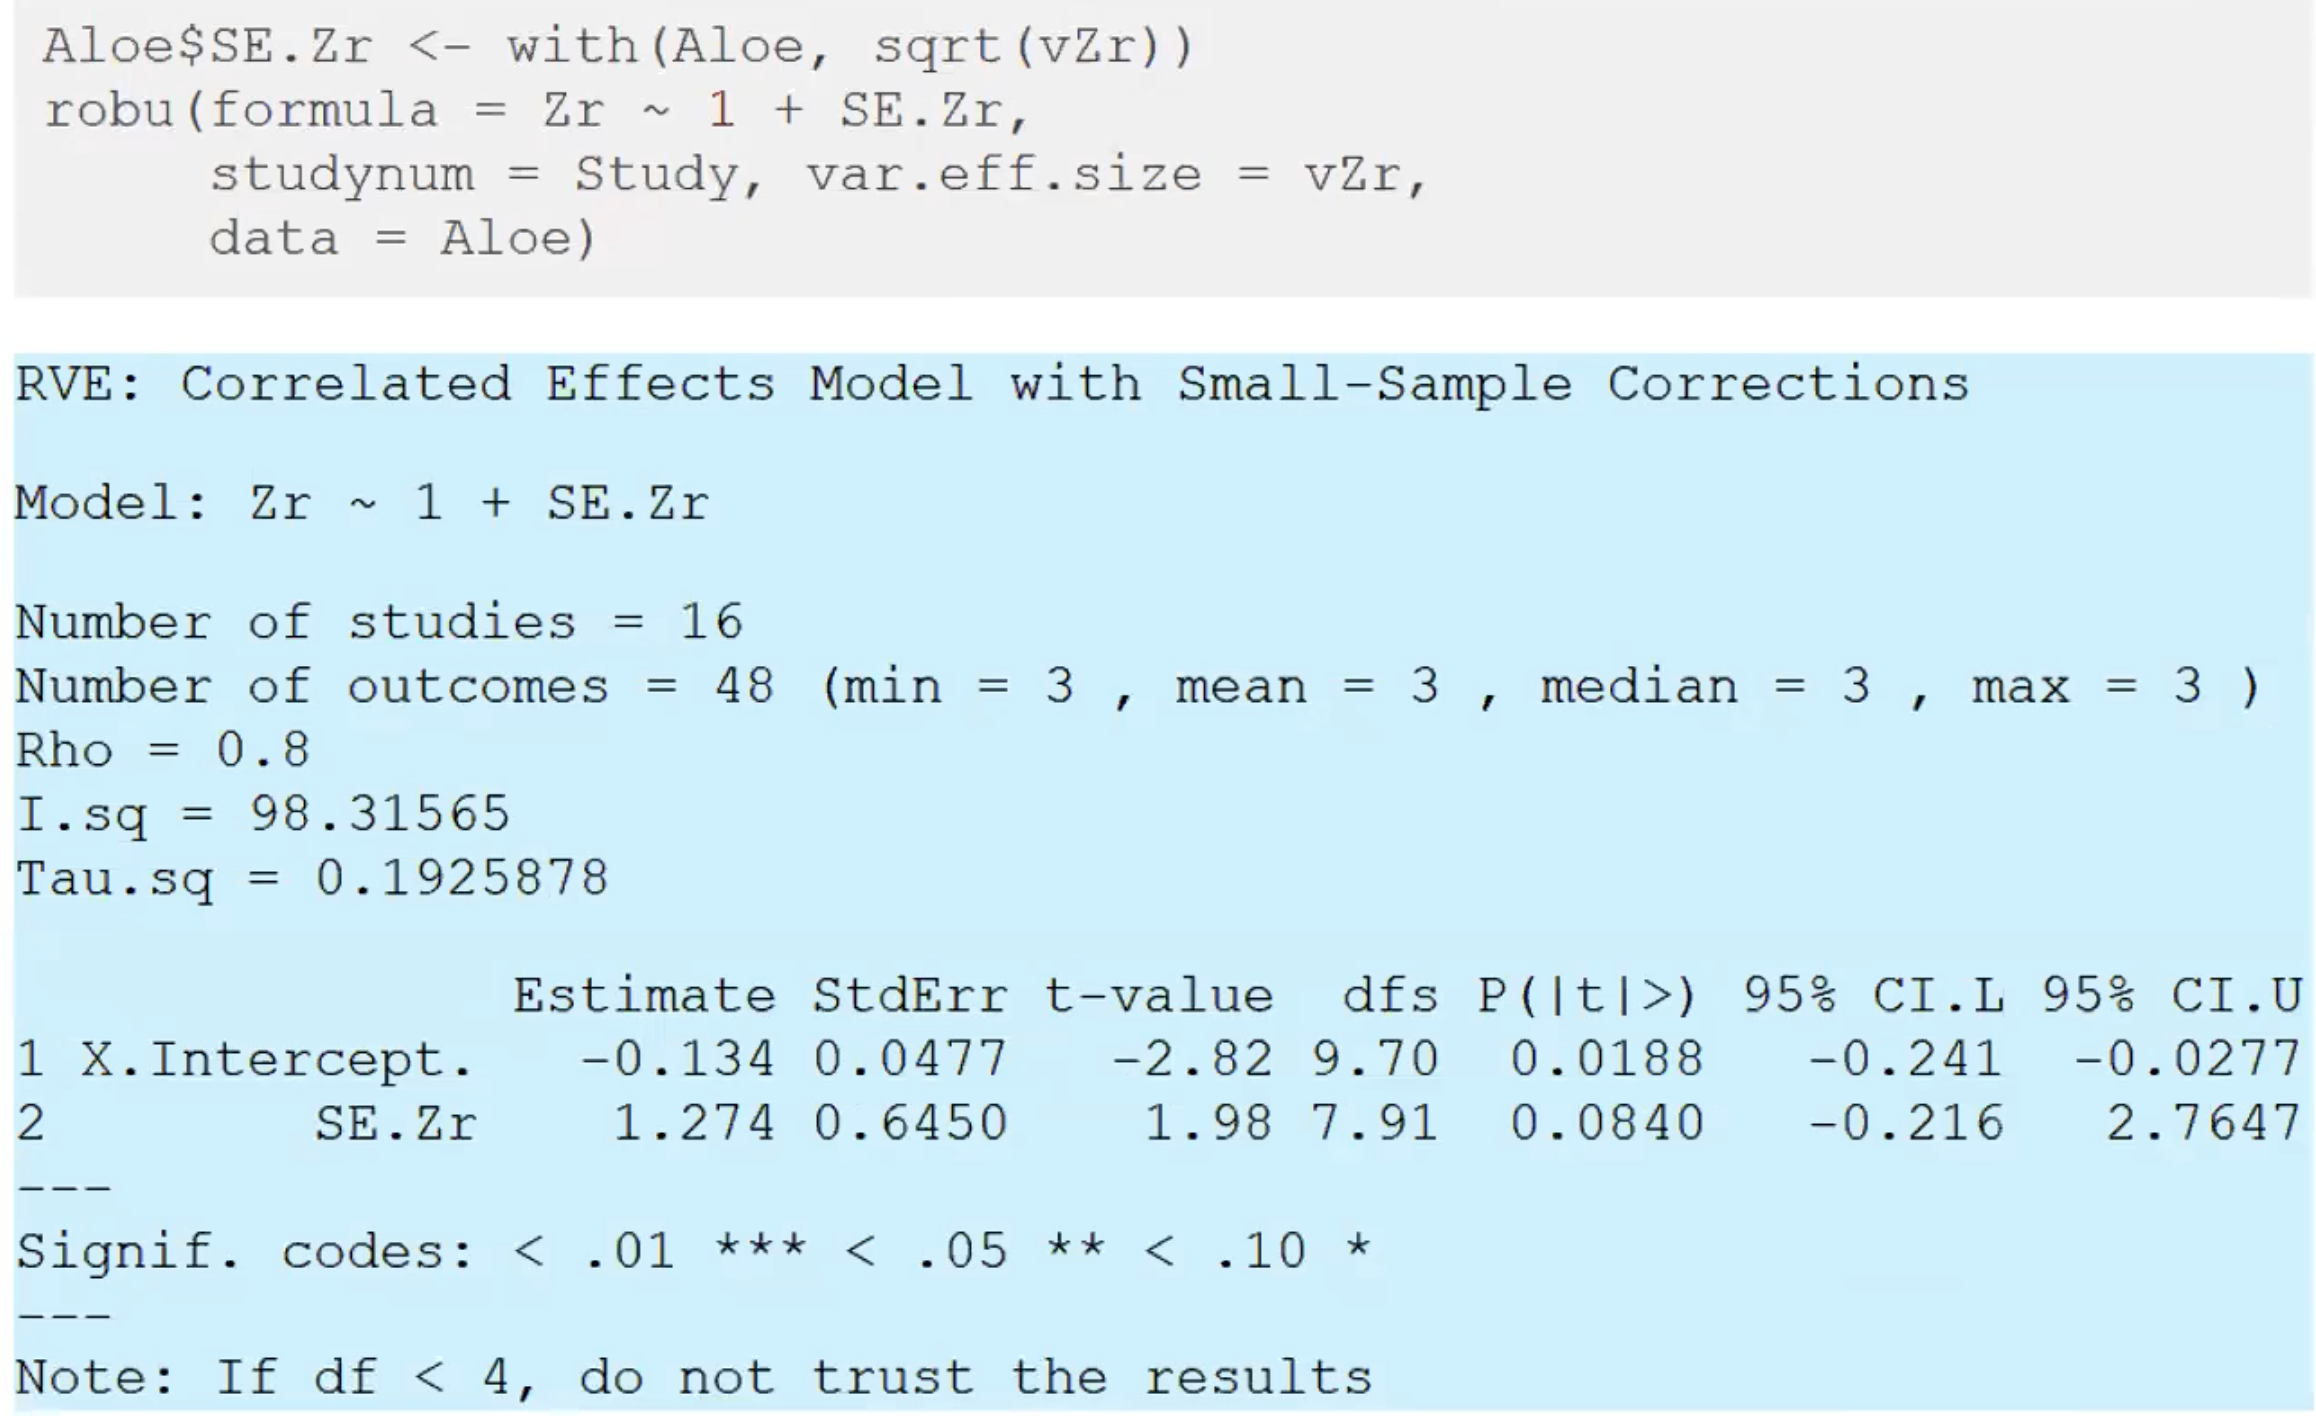 Aloe$SE.Zr <- with(Aloe, sqrt(vZr))
robu(formula = Zr ~ 1 + SE.Zr,
     studynum = Study, var.eff.size = vZr,
     data = Aloe)
RVE: Correlated Effects Model with Small-Sample Corrections
Model: Zr ~ 1 + SE.Zr
Number of studies = 16
Number of outcomes = 48 (min = 3 , mean = 3 , median = 3 , max = 3 )
Rho = 0.8
I.sq = 98.31565
Tau.sq = 0.1925878
               Estimate StdErr t-value  dfs P(|t|>) 95% CI.L 95% CI.U
1 X.Intercept.   -0.134 0.0477   -2.82 9.70  0.0188   -0.241  -0.0277
2        SE.Zr    1.274 0.6450    1.98 7.91  0.0840   -0.216   2.7647
---
Signif. codes: < .01 *** < .05 ** < .10 *
---
Note: If df < 4, do not trust the results